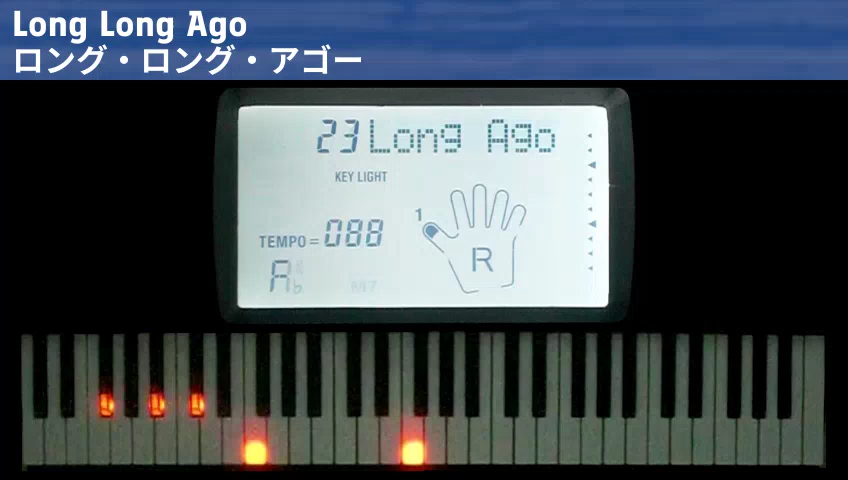 Long Long Ago
ロング・ロング・アゴー
23 Long Ago
KEY LIGHT
1
TEMPO = 088
R
A♭